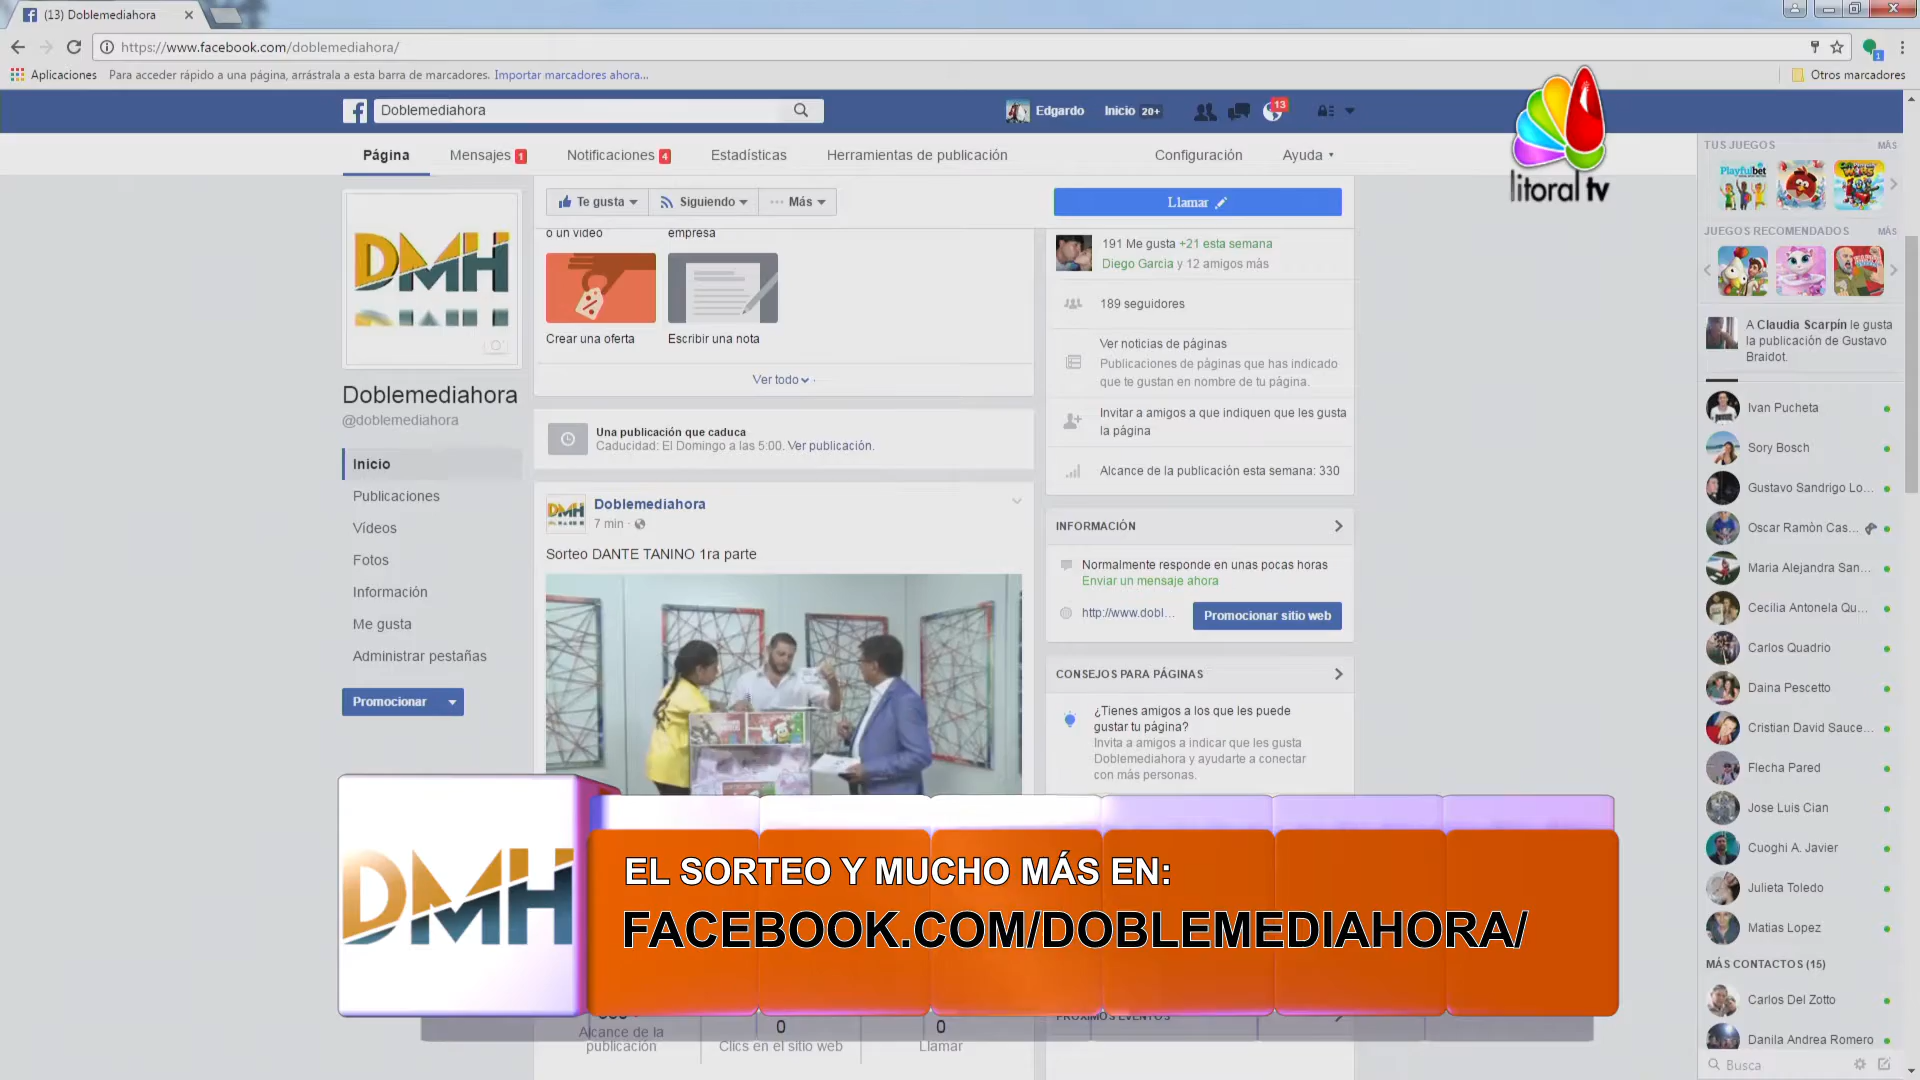 (13) Doblemediahora
https://www.facebook.com/doblemediahora/
Aplicaciones Para acceder rápido a una página, arrástrala a esta barra de marcadores. Importar marcadores ahora... Otros marcadores
Doblemediahora
Edgardo Inicio 20+ 13
litoral tv
Página Mensajes 1 Notificaciones 4 Estadísticas Herramientas de publicación Configuración Ayuda
Te gusta Siguiendo ... Más
Llamar
DMH
Doblemediahora
@doblemediahora
Inicio
Publicaciones
Vídeos
Fotos
Información
Me gusta
Administrar pestañas
Promocionar
o un vídeo empresa
Crear una oferta Escribir una nota
Ver todo
Una publicación que caduca
Caducidad: El Domingo a las 5:00. Ver publicación.
DMH
Doblemediahora
7 min
Sorteo DANTE TANINO 1ra parte
191 Me gusta +21 esta semana
Diego Garcia y 12 amigos más
189 seguidores
Ver noticias de páginas
Publicaciones de páginas que has indicado
que te gustan en nombre de tu página.
Invitar a amigos a que indiquen que les gusta
la página
Alcance de la publicación esta semana: 330
INFORMACIÓN
Normalmente responde en unas pocas horas
Enviar un mensaje ahora
http://www.dobl...
Promocionar sitio web
CONSEJOS PARA PÁGINAS
¿Tienes amigos a los que les puede
gustar tu página?
Invita a amigos a indicar que les gusta
Doblemediahora y ayudarte a conectar
con más personas.
TUS JUEGOS MÁS
Playfulbet
JUEGOS RECOMENDADOS MÁS
A Claudia Scarpín le gusta
la publicación de Gustavo
Braidot.
Ivan Pucheta
Sory Bosch
Gustavo Sandrigo Lo...
Oscar Ramòn Cas...
Maria Alejandra San...
Cecilia Antonela Qu...
Carlos Quadrio
Daina Pescetto
Cristian David Sauce...
Flecha Pared
Jose Luis Cian
Cuoghi A. Javier
Julieta Toledo
Matias Lopez
MÁS CONTACTOS (15)
Carlos Del Zotto
Danila Andrea Romero
Busca
DMH
EL SORTEO Y MUCHO MÁS EN:
FACEBOOK.COM/DOBLEMEDIAHORA/
PRÓXIMOS EVENTOS
0 0
Alcance de la
publicación
Clics en el sitio web
Llamar